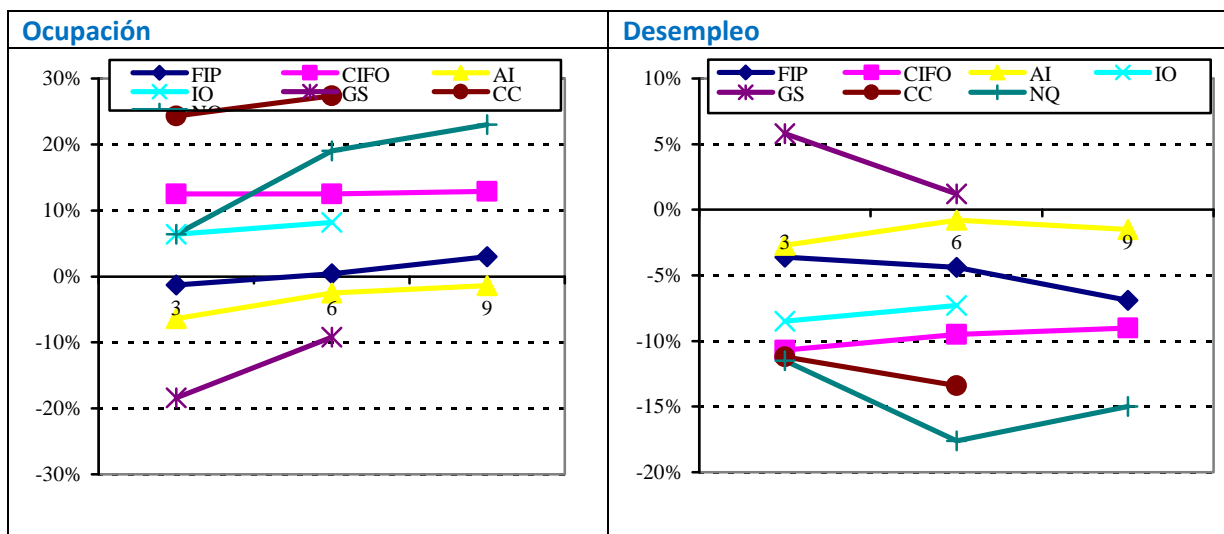 Ocupación
FIP CIFO AI
IO GS CC
NQ
30%
20%
10%
0%
-10%
-20%
-30%
3 6 9
Desempleo
FIP CIFO AI IO
GS CC NQ
10%
5%
0%
-5%
-10%
-15%
-20%
3 6 9